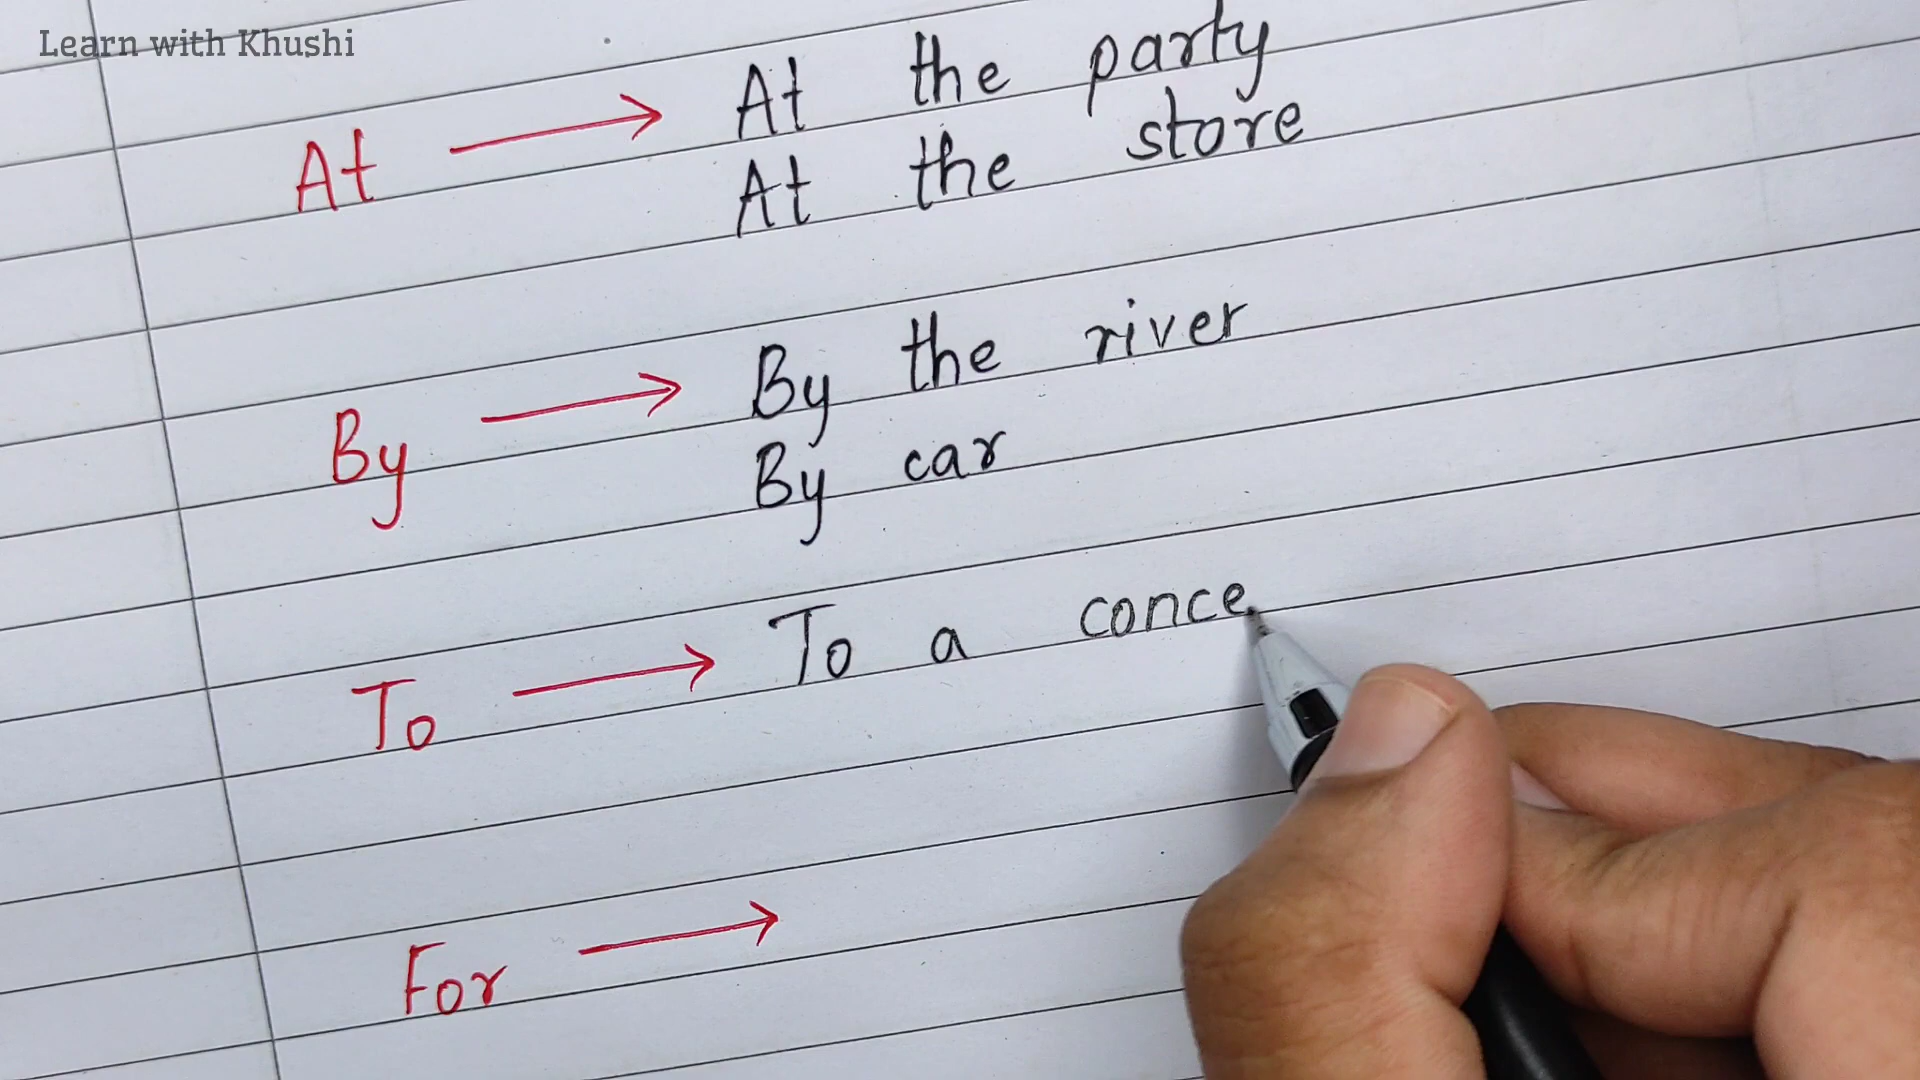 Learn with Khushi
At → At the party
At the store
By → By the river
By car
To → To a conce
For →